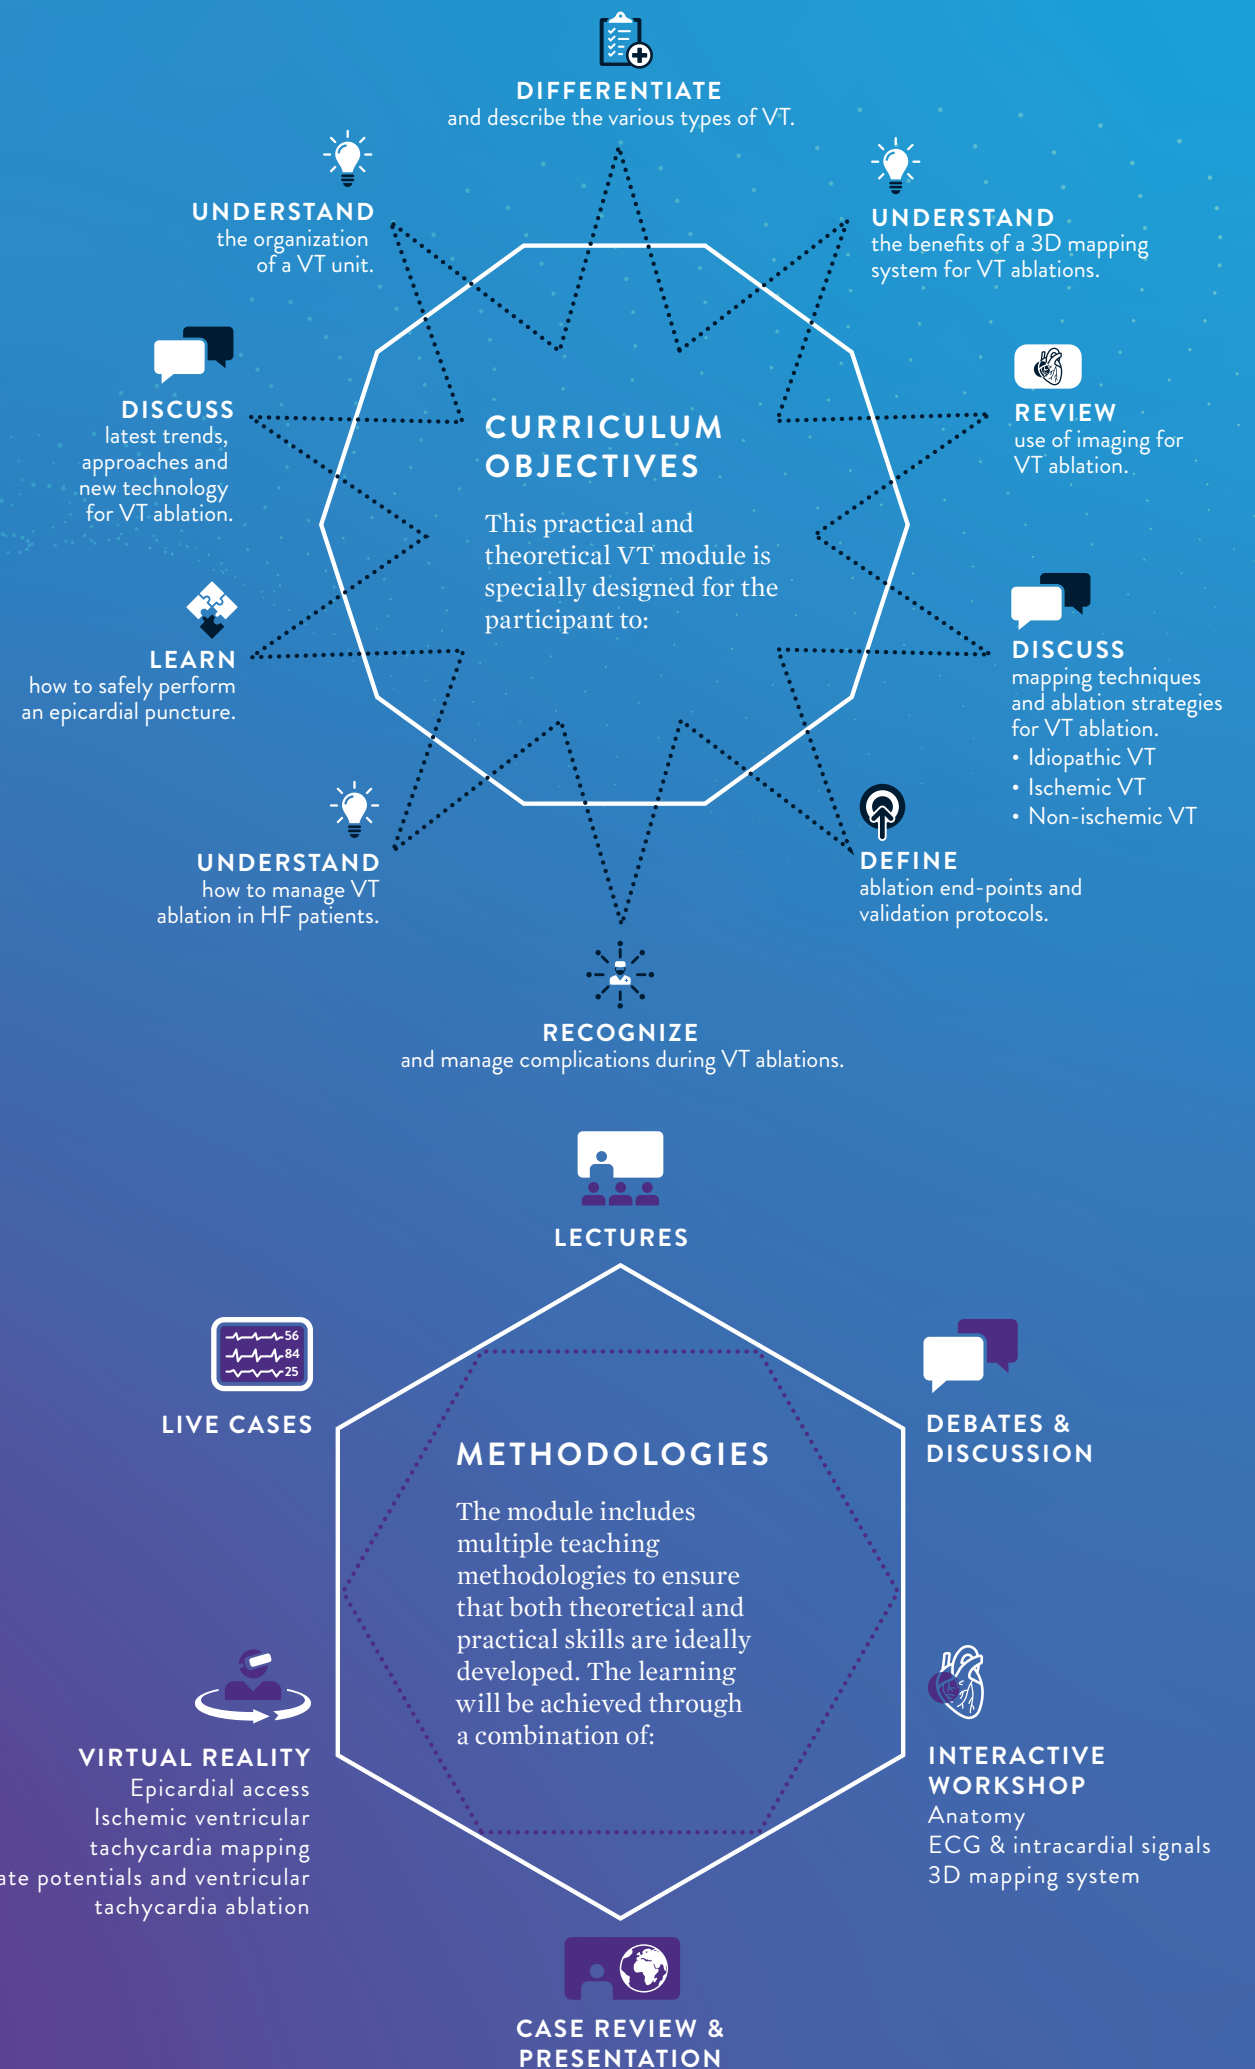 DIFFERENTIATE
and describe the various types of VT.
UNDERSTAND
the organization
of a VT unit.
UNDERSTAND
the benefits of a 3D mapping
system for VT ablations.
DISCUSS
latest trends,
approaches and
new technology
for VT ablation.
REVIEW
use of imaging for
VT ablation.
CURRICULUM
OBJECTIVES
This practical and
theoretical VT module is
specially designed for the
participant to:
LEARN
how to safely perform
an epicardial puncture.
DISCUSS
mapping techniques
and ablation strategies
for VT ablation.
• Idiopathic VT
• Ischemic VT
• Non-ischemic VT
UNDERSTAND
how to manage VT
ablation in HF patients.
DEFINE
ablation end-points and
validation protocols.
RECOGNIZE
and manage complications during VT ablations.
LECTURES
56
84
25
LIVE CASES
DEBATES &
DISCUSSION
METHODOLOGIES
The module includes
multiple teaching
methodologies to ensure
that both theoretical and
practical skills are ideally
developed. The learning
will be achieved through
a combination of:
VIRTUAL REALITY
Epicardial access
Ischemic ventricular
tachycardia mapping
ate potentials and ventricular
tachycardia ablation
INTERACTIVE
WORKSHOP
Anatomy
ECG & intracardial signals
3D mapping system
CASE REVIEW &
PRESENTATION